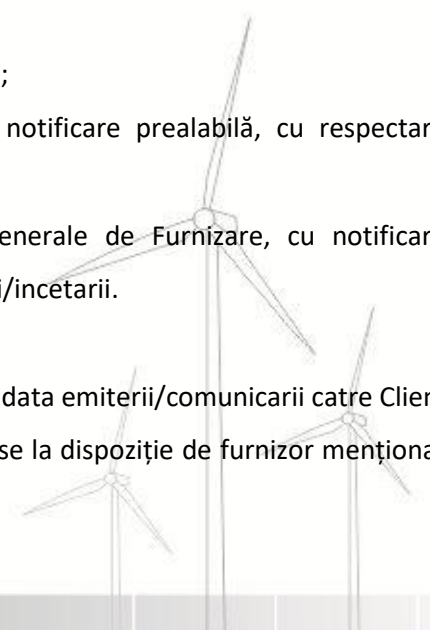 ;
notificare prealabilă, cu respectar
enerale de Furnizare, cu notificar
i/incetarii.
data emiterii/comunicarii catre Clien
se la dispoziție de furnizor menționa